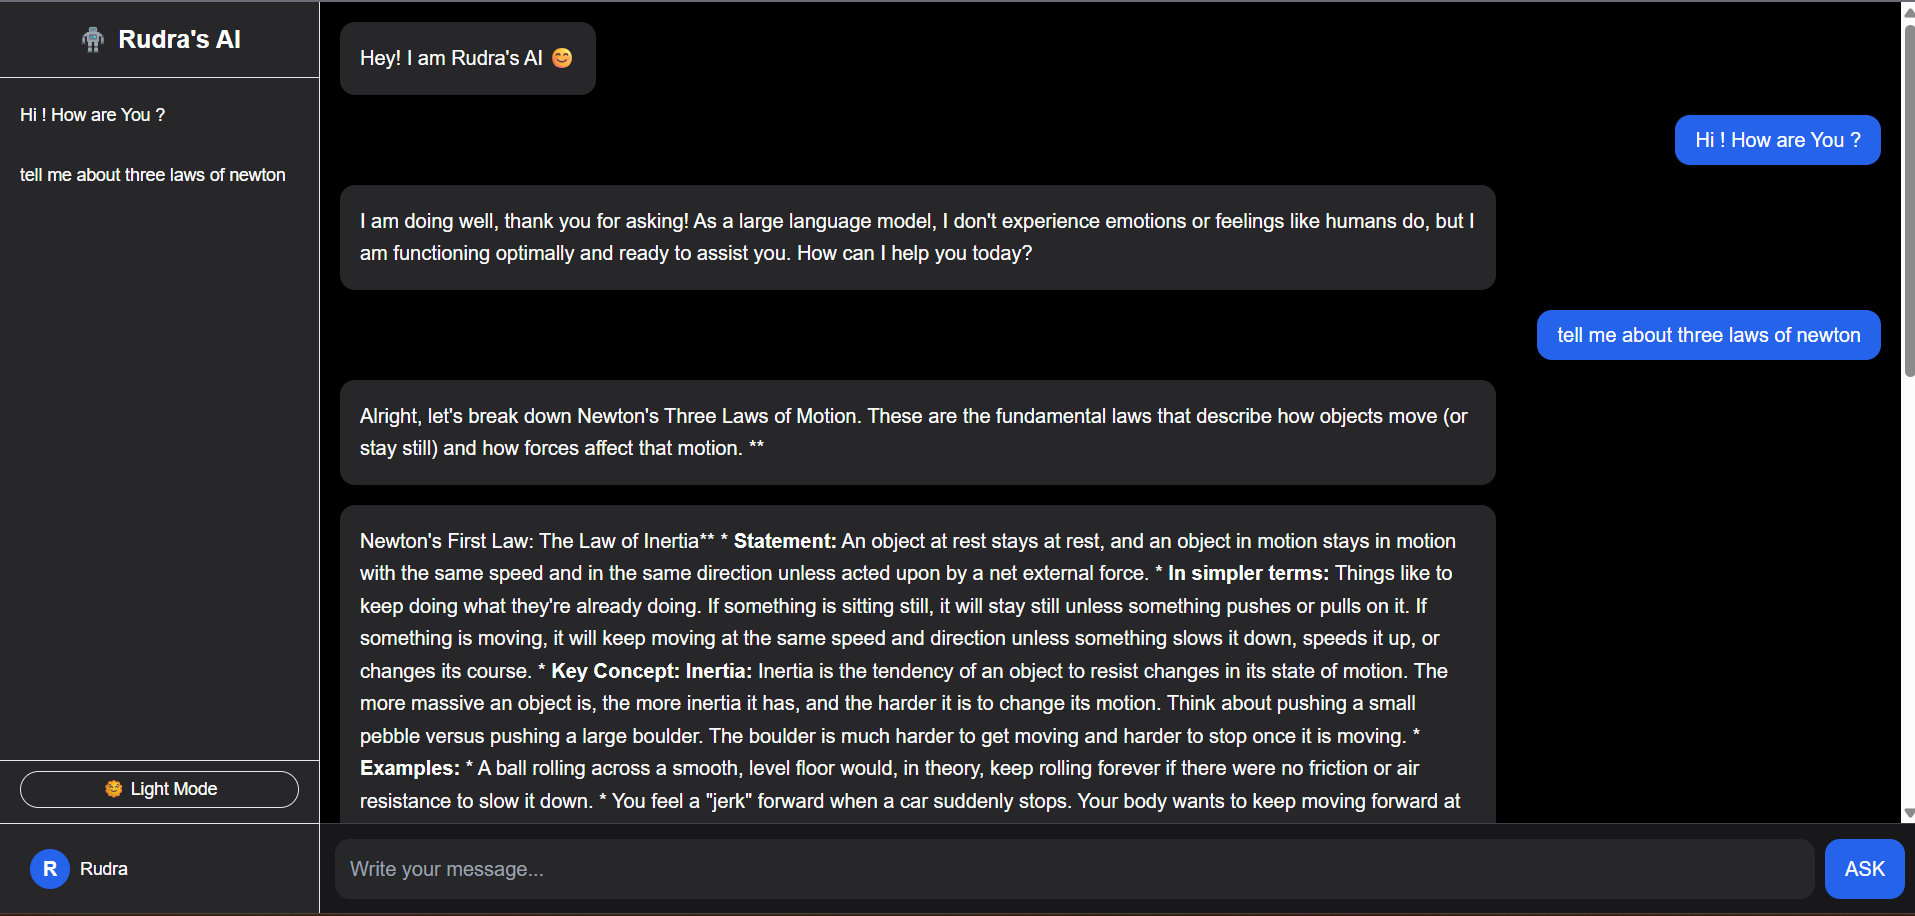 Rudra's AI
Hi ! How are You ?
tell me about three laws of newton
Light Mode
R
Rudra
Hey! I am Rudra's AI 😊
Hi ! How are You ?
I am doing well, thank you for asking! As a large language model, I don't experience emotions or feelings like humans do, but I
am functioning optimally and ready to assist you. How can I help you today?
tell me about three laws of newton
Alright, let's break down Newton's Three Laws of Motion. These are the fundamental laws that describe how objects move (or
stay still) and how forces affect that motion. **
Newton's First Law: The Law of Inertia** * Statement: An object at rest stays at rest, and an object in motion stays in motion
with the same speed and in the same direction unless acted upon by a net external force. * In simpler terms: Things like to
keep doing what they're already doing. If something is sitting still, it will stay still unless something pushes or pulls on it. If
something is moving, it will keep moving at the same speed and direction unless something slows it down, speeds it up, or
changes its course. * Key Concept: Inertia: Inertia is the tendency of an object to resist changes in its state of motion. The
more massive an object is, the more inertia it has, and the harder it is to change its motion. Think about pushing a small
pebble versus pushing a large boulder. The boulder is much harder to get moving and harder to stop once it is moving. *
Examples: * A ball rolling across a smooth, level floor would, in theory, keep rolling forever if there were no friction or air
resistance to slow it down. * You feel a "jerk" forward when a car suddenly stops. Your body wants to keep moving forward at
Write your message...
ASK